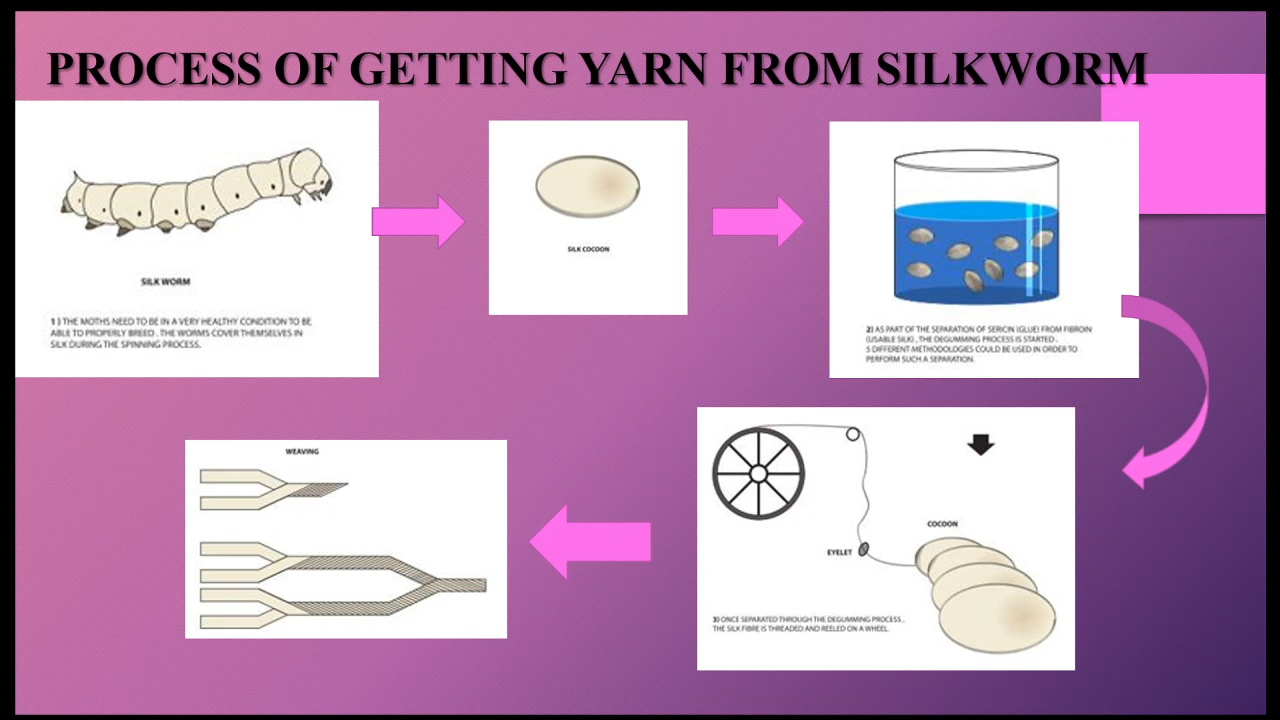 PROCESS OF GETTING YARN FROM SILKWORM
SILK WORM
1 ) THE MOTHS NEED TO BE IN A VERY HEALTHY CONDITION TO BE
ABLE TO PROPERLY BREED . THE WORMS COVER THEMSELVES IN
SILK DURING THE SPINNING PROCESS.
SILK COCOON
2) AS PART OF THE SEPARATION OF SERICIN (GLUE) FROM FIBROIN
(USABLE SILK) , THE DEGUMMING PROCESS IS STARTED .
5 DIFFERENT METHODOLOGIES COULD BE USED IN ORDER TO
PERFORM SUCH A SEPARATION.
COCOON
EYELET
3) ONCE SEPARATED THROUGH THE DEGUMMING PROCESS ,
THE SILK FIBRE IS THREADED AND REELED ON A WHEEL.
WEAVING